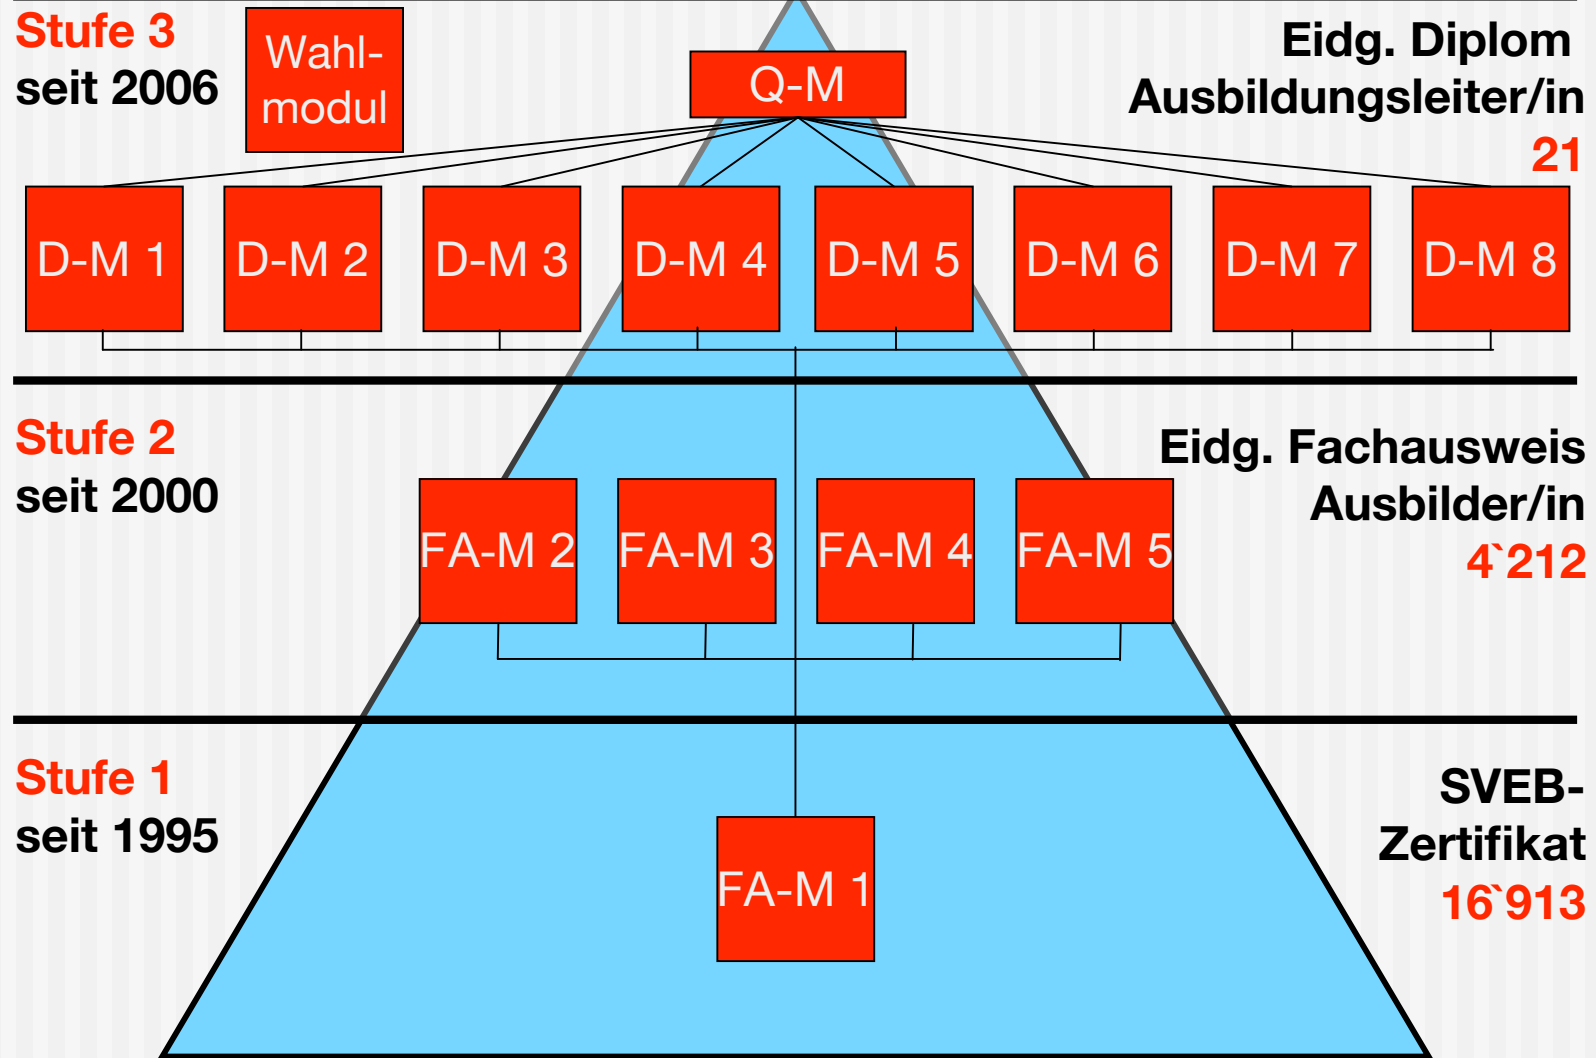 Stufe 3
seit 2006
Wahl-
modul
Q-M
Eidg. Diplom
Ausbildungsleiter/in
21
D-M 1
D-M 2
D-M 3
D-M 4
D-M 5
D-M 6
D-M 7
D-M 8
Stufe 2
seit 2000
Eidg. Fachausweis
Ausbilder/in
4`212
FA-M 2
FA-M 3
FA-M 4
FA-M 5
Stufe 1
seit 1995
SVEB-
Zertifikat
16`913
FA-M 1